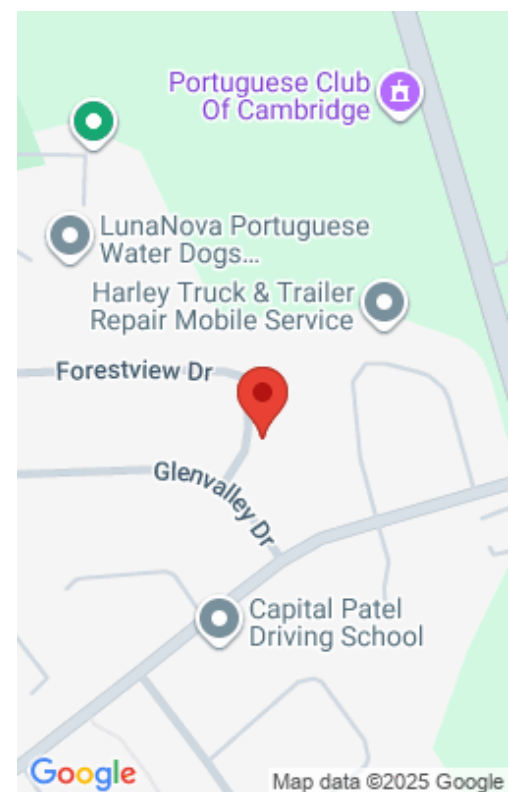 Portuguese Club
Of Cambridge
LunaNova Portuguese
Water Dogs...
Harley Truck & Trailer
Repair Mobile Service
Forestview Dr
Glenvalley Dr
Capital Patel
Driving School
Google
Map data ©2025 Google